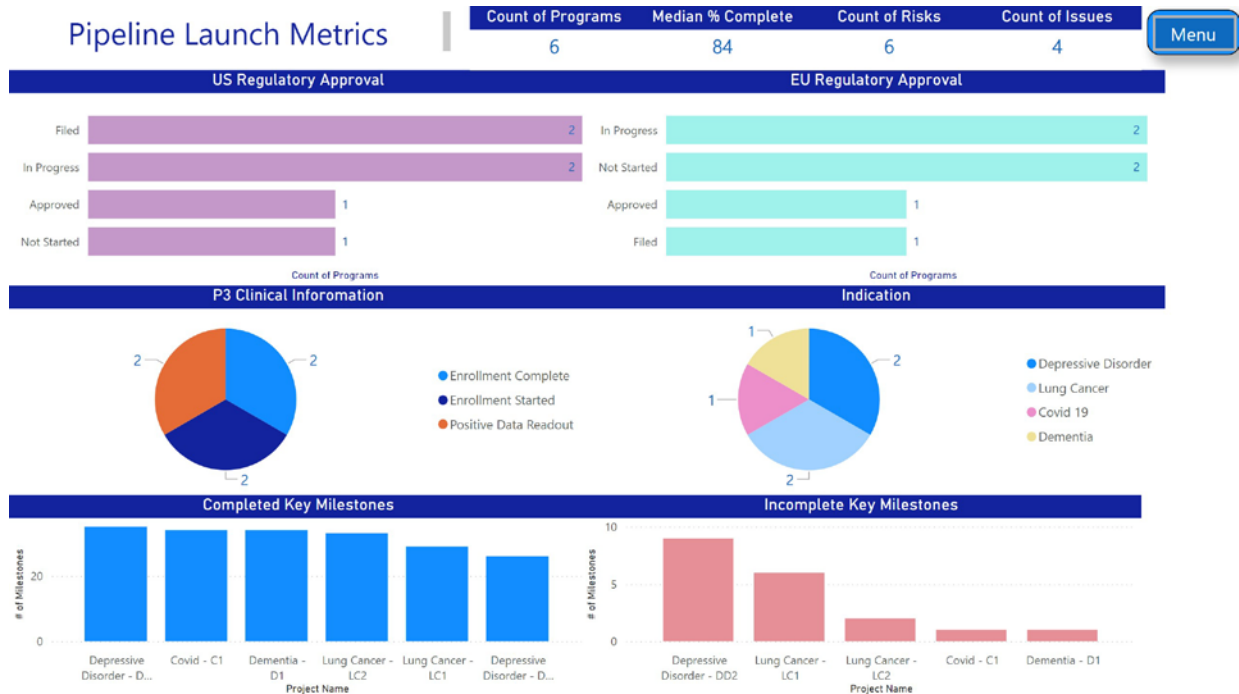 Pipeline Launch Metrics
Count of Programs Median % Complete Count of Risks Count of Issues
6 84 6 4
Menu
US Regulatory Approval
Filed 2
In Progress 2
Approved 1
Not Started 1
Count of Programs
EU Regulatory Approval
In Progress 2
Not Started 2
Approved 1
Filed 1
Count of Programs
P3 Clinical Inforomation
2
2
2
Enrollment Complete
Enrollment Started
Positive Data Readout
Indication
1
2
1
2
Depressive Disorder
Lung Cancer
Covid 19
Dementia
Completed Key Milestones
# of Milestones
20
0
Depressive
Disorder - D...
Covid - C1
Dementia -
D1
Lung Cancer -
LC2
Lung Cancer -
LC1
Depressive
Disorder - D...
Project Name
Incomplete Key Milestones
# of Milestones
10
5
0
Depressive
Disorder - DD2
Lung Cancer -
LC1
Lung Cancer -
LC2
Covid - C1
Dementia - D1
Project Name